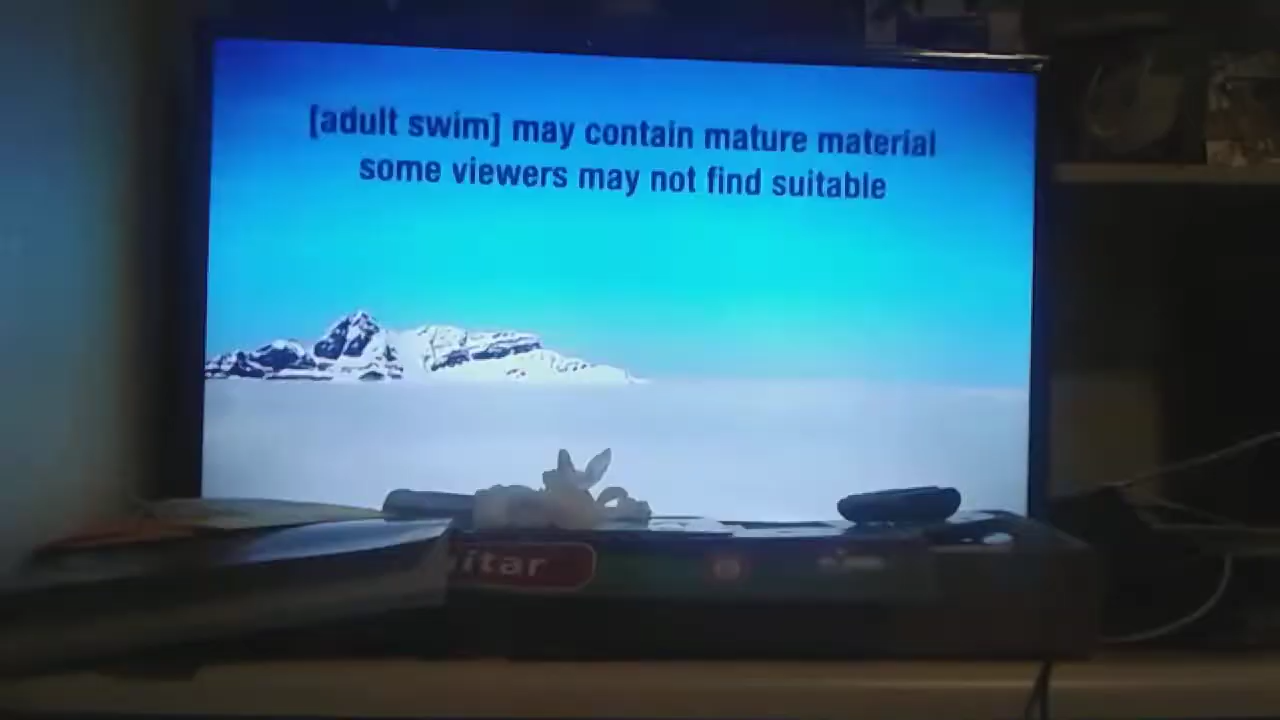 [adult swim] may contain mature material
some viewers may not find suitable
itar